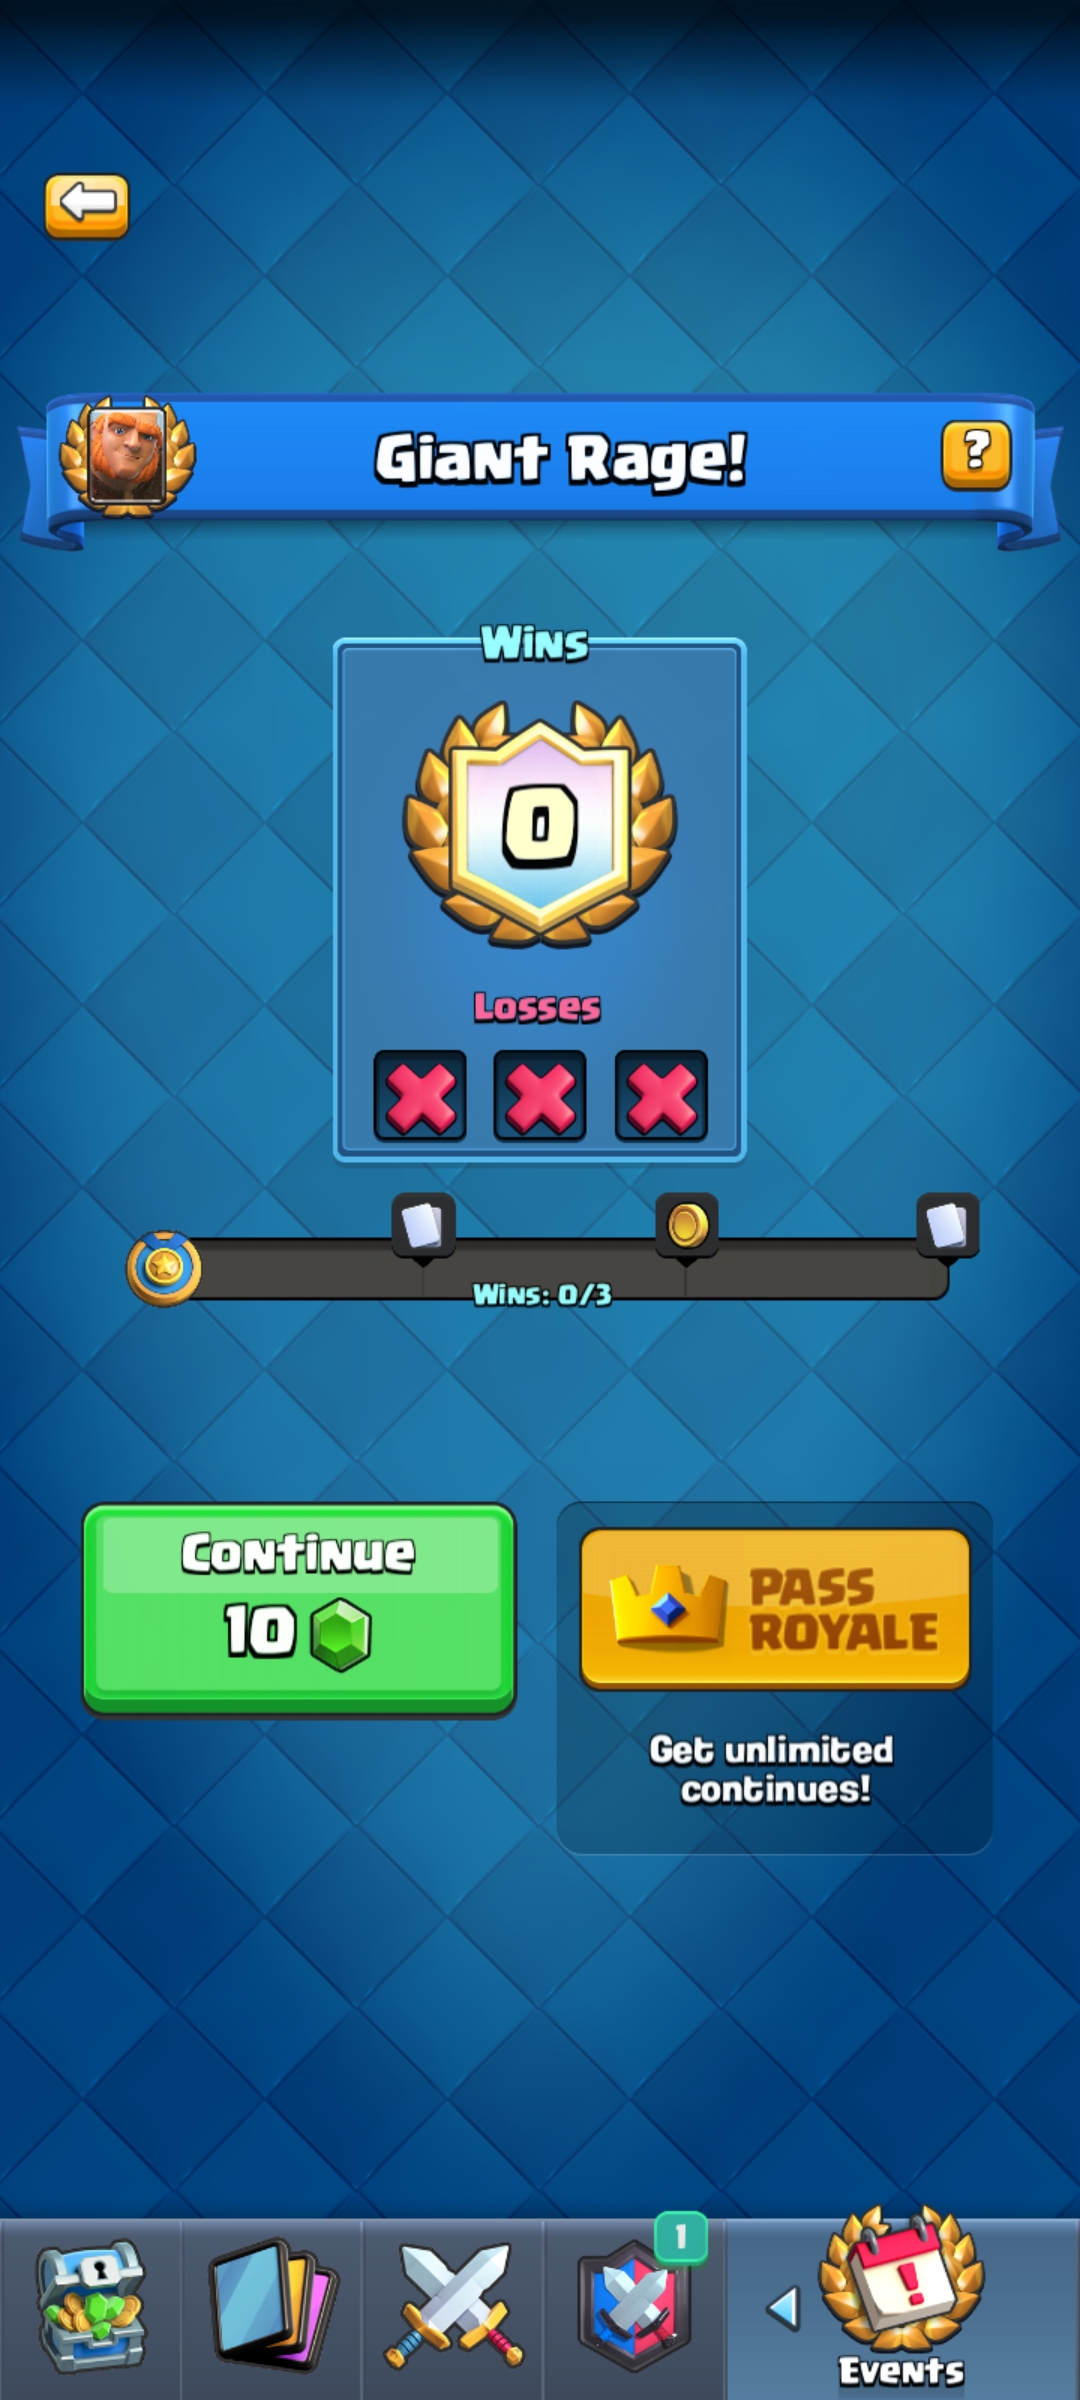 Giant Rage!
?
Wins
0
Losses
Wins: 0/3
Continue
10
PASS
ROYALE
Get unlimited
continues!
1
!
Events